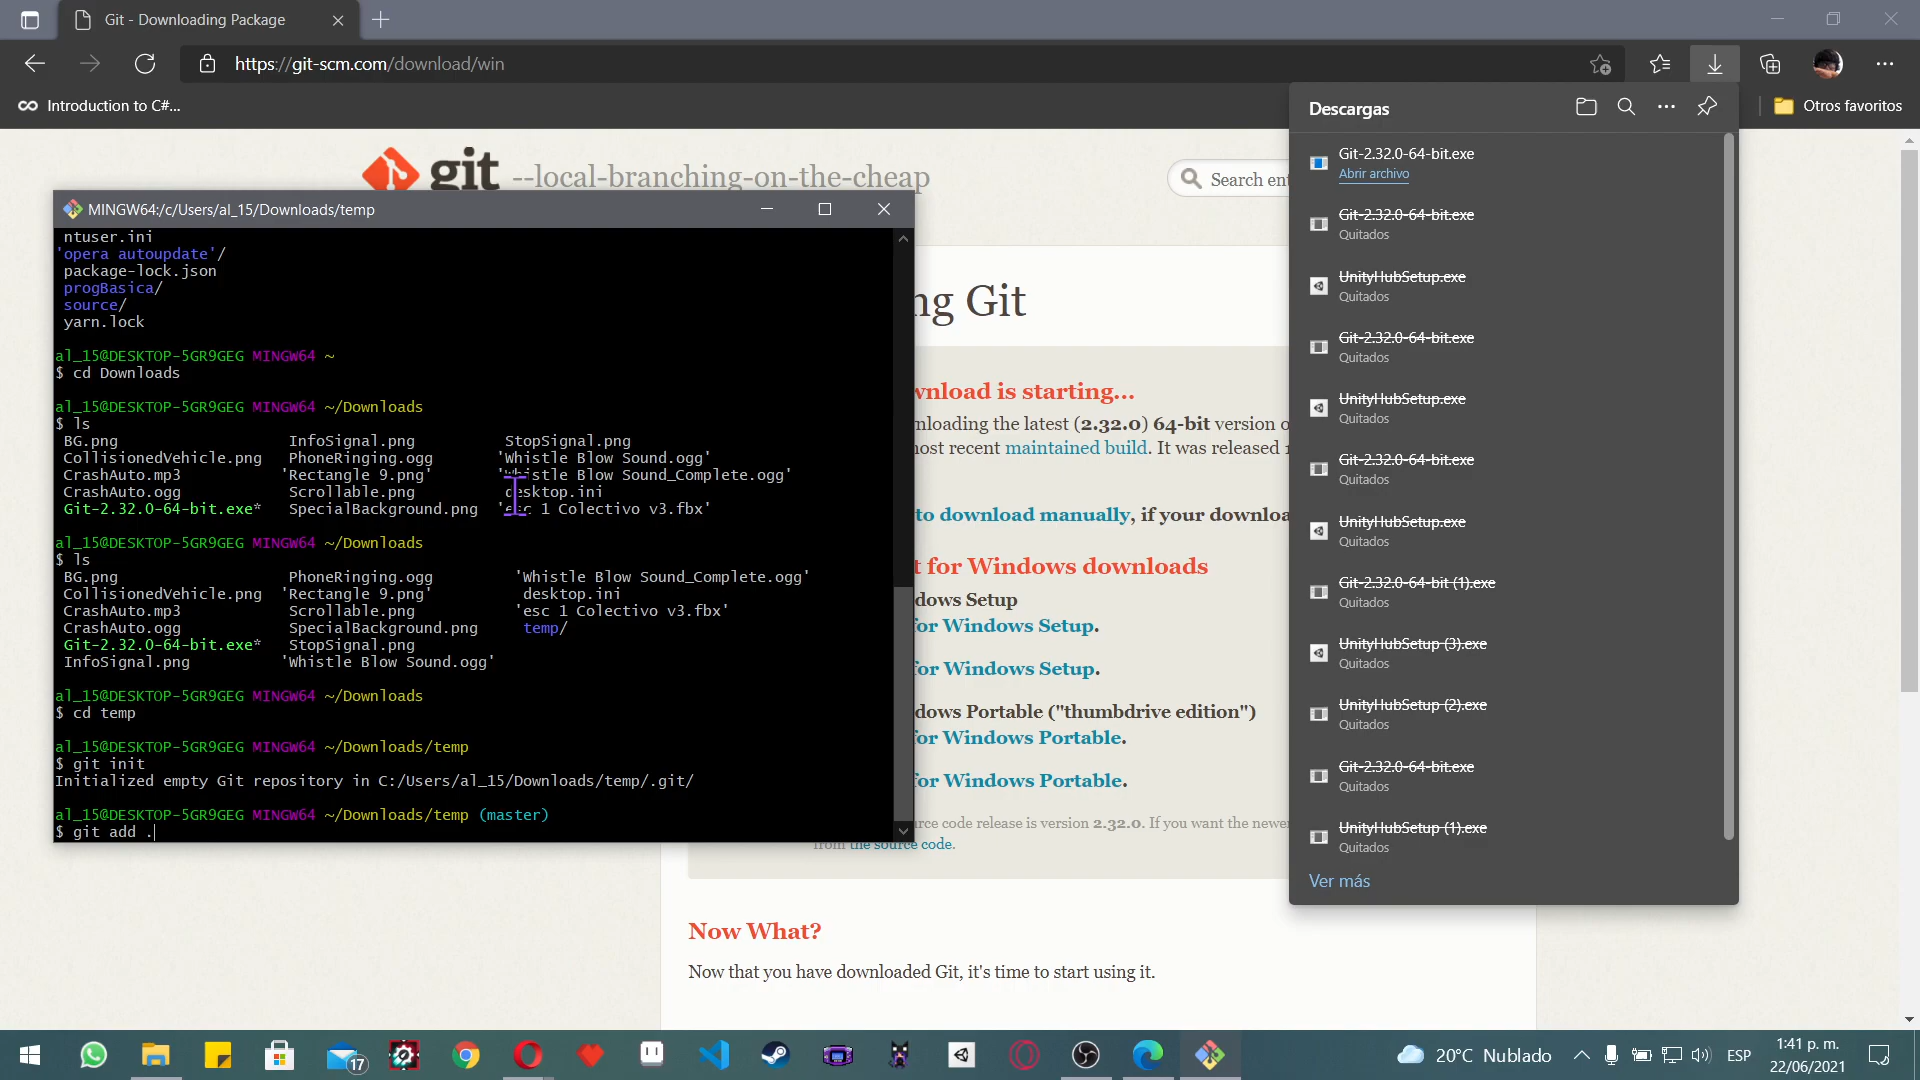 Git - Downloading Package
https://git-scm.com/download/win
Introduction to C#...
Otros favoritos
git --local-branching-on-the-cheap
Search ent
ng Git
wnload is starting...
nloading the latest (2.32.0) 64-bit version o
nost recent maintained build. It was released 1
to download manually, if your downloa
t for Windows downloads
dows Setup
for Windows Setup.
for Windows Setup.
dows Portable ("thumbdrive edition")
for Windows Portable.
for Windows Portable.
rce code release is version 2.32.0. If you want the newe
from the source code.
Now What?
Now that you have downloaded Git, it's time to start using it.
MINGW64:/c/Users/al_15/Downloads/temp
ntuser.ini
'opera autoupdate'/
package-lock.json
progBasica/
source/
yarn.lock
al_15@DESKTOP-5GR9GEG MINGW64 ~
$ cd Downloads
al_15@DESKTOP-5GR9GEG MINGW64 ~/Downloads
$ ls
BG.png InfoSignal.png StopSignal.png
CollisionedVehicle.png PhoneRinging.ogg 'Whistle Blow Sound.ogg'
CrashAuto.mp3 'Rectangle 9.png' 'Whistle Blow Sound_Complete.ogg'
CrashAuto.ogg Scrollable.png desktop.ini
Git-2.32.0-64-bit.exe* SpecialBackground.png 'esc 1 Colectivo v3.fbx'
al_15@DESKTOP-5GR9GEG MINGW64 ~/Downloads
$ ls
BG.png PhoneRinging.ogg 'Whistle Blow Sound_Complete.ogg'
CollisionedVehicle.png 'Rectangle 9.png' desktop.ini
CrashAuto.mp3 Scrollable.png 'esc 1 Colectivo v3.fbx'
CrashAuto.ogg SpecialBackground.png temp/
Git-2.32.0-64-bit.exe* StopSignal.png
InfoSignal.png 'Whistle Blow Sound.ogg'
al_15@DESKTOP-5GR9GEG MINGW64 ~/Downloads
$ cd temp
al_15@DESKTOP-5GR9GEG MINGW64 ~/Downloads/temp
$ git init
Initialized empty Git repository in C:/Users/al_15/Downloads/temp/.git/
al_15@DESKTOP-5GR9GEG MINGW64 ~/Downloads/temp (master)
$ git add .
Descargas
Git-2.32.0-64-bit.exe
Abrir archivo
Git-2.32.0-64-bit.exe
Quitados
UnityHubSetup.exe
Quitados
Git-2.32.0-64-bit.exe
Quitados
UnityHubSetup.exe
Quitados
Git-2.32.0-64-bit.exe
Quitados
UnityHubSetup.exe
Quitados
Git-2.32.0-64-bit (1).exe
Quitados
UnityHubSetup (3).exe
Quitados
UnityHubSetup (2).exe
Quitados
Git-2.32.0-64-bit.exe
Quitados
UnityHubSetup (1).exe
Quitados
Ver más
17
20°C Nublado
ESP
1:41 p. m.
22/06/2021